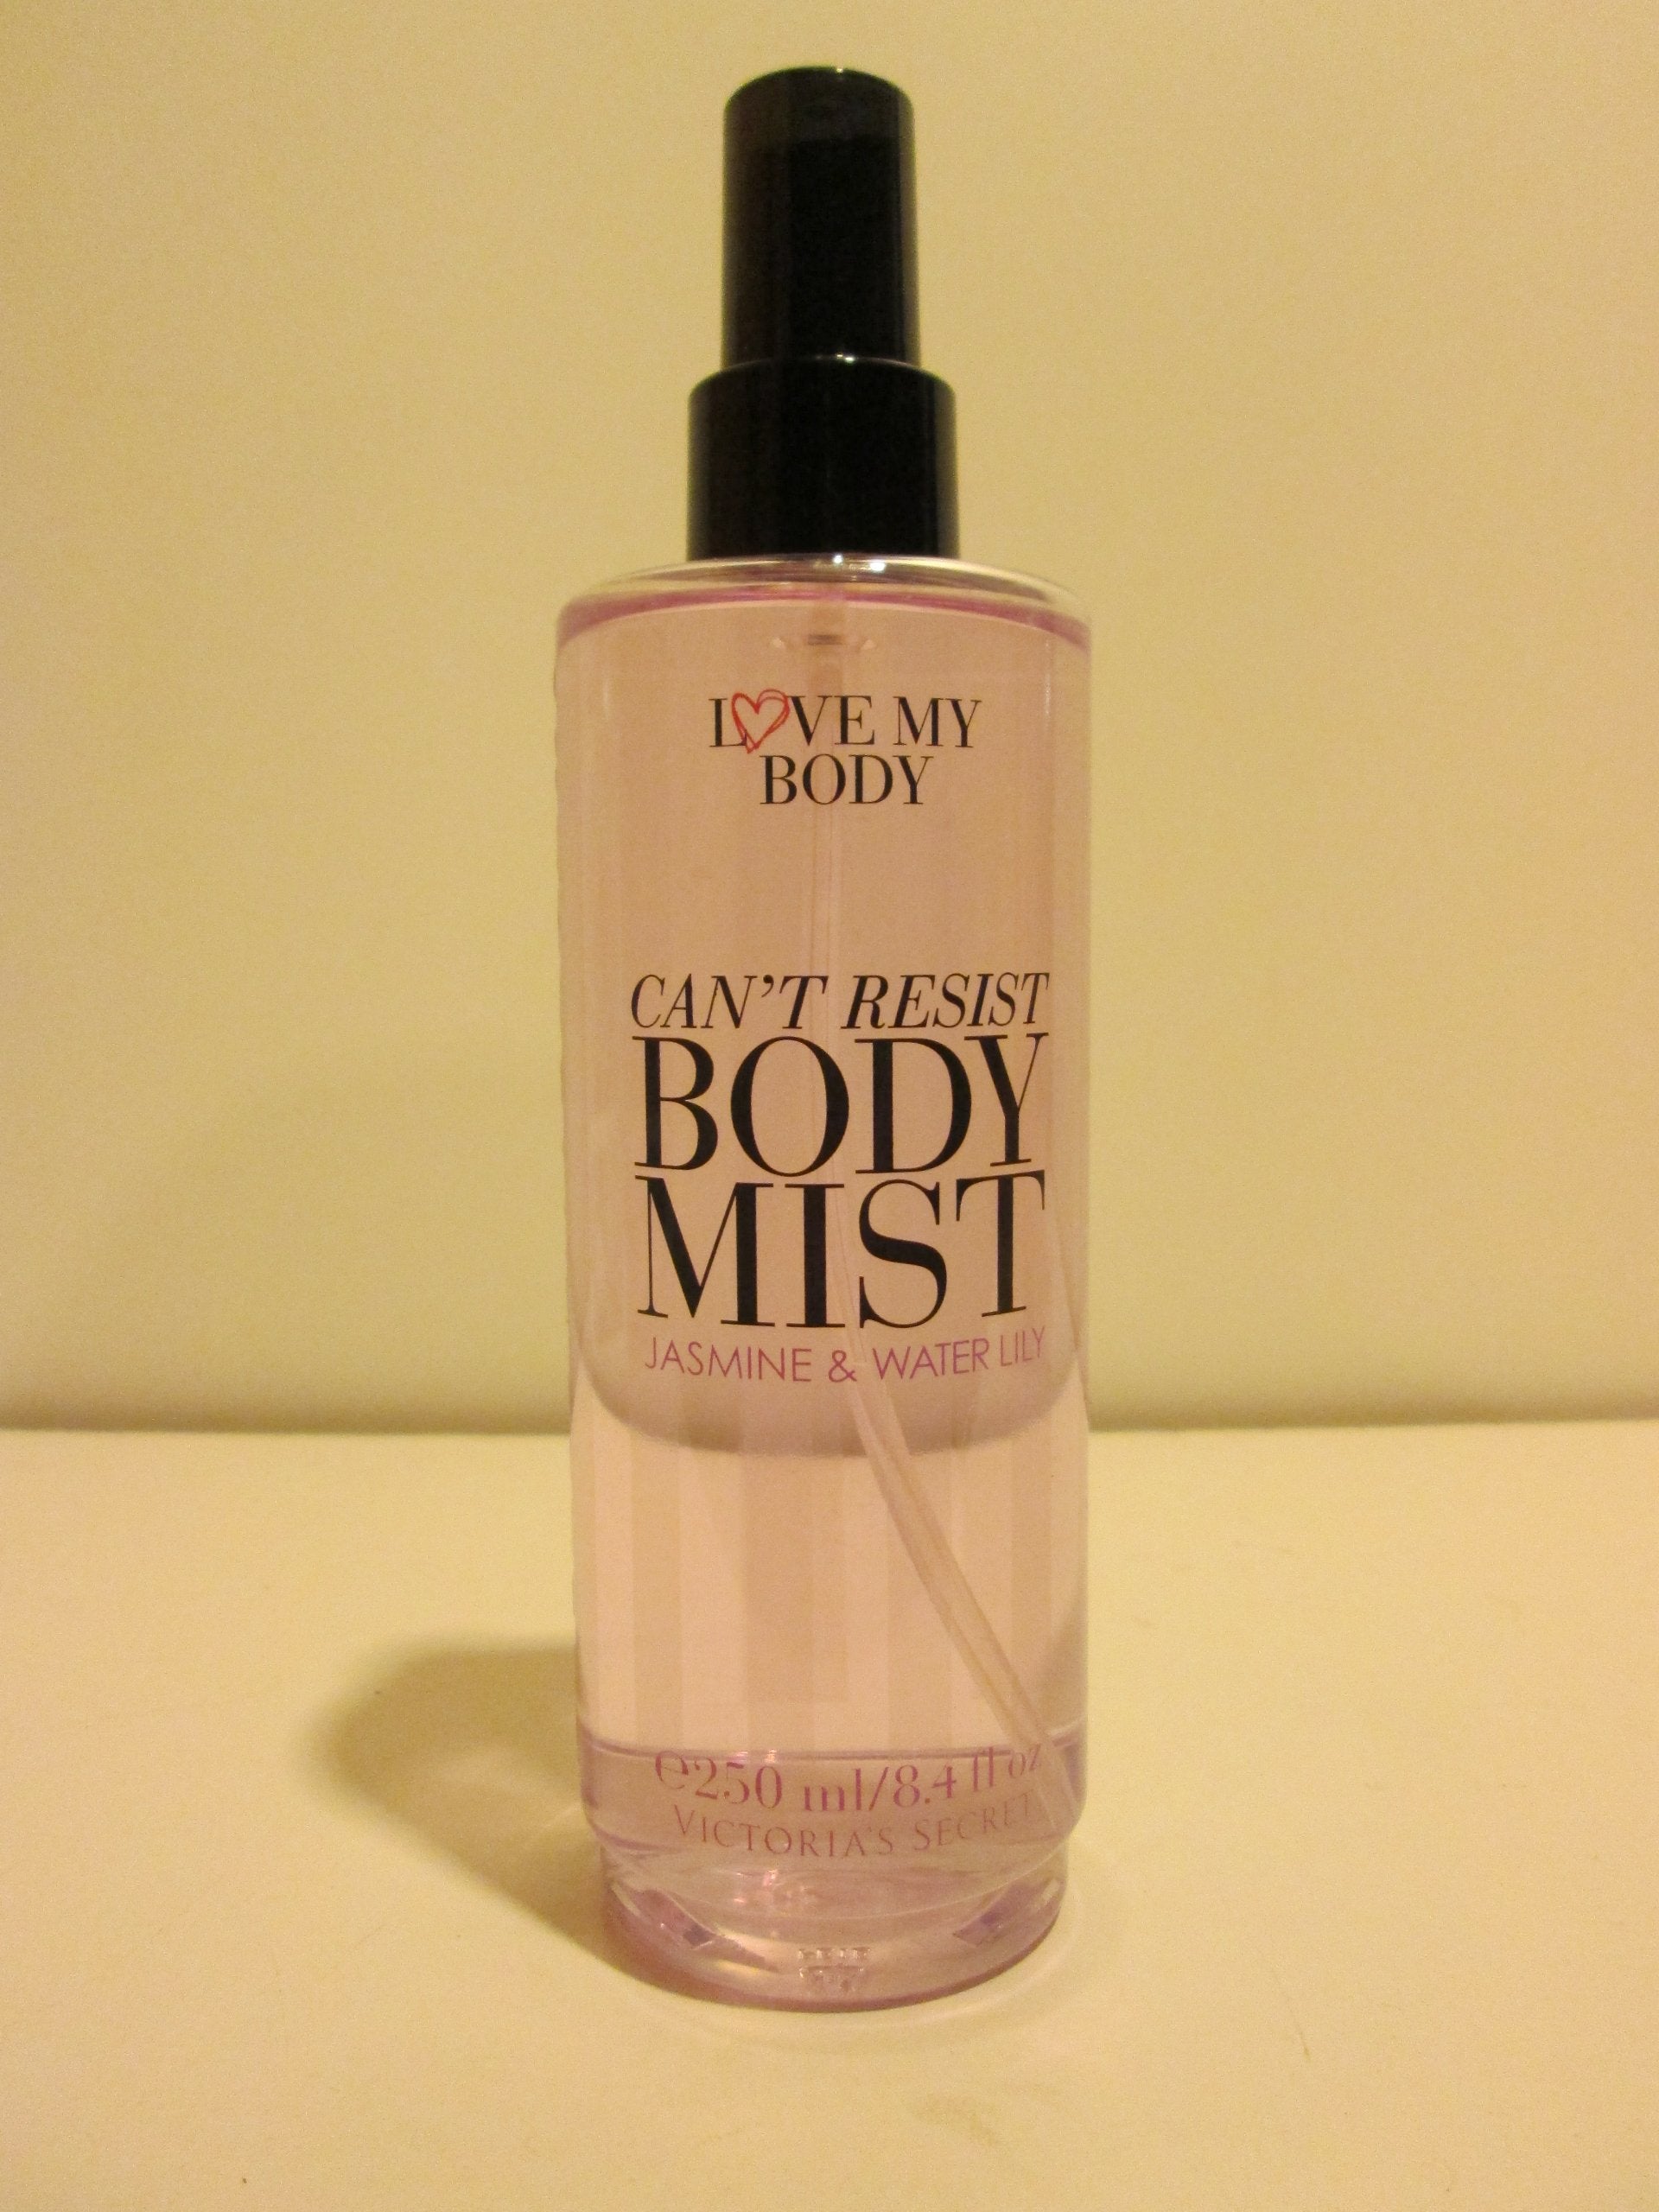 LOVE MY
BODY
CAN'T RESIST
BODY
MIST
JASMINE & WATER LILY
℮250 ml/8.4 fl oz
VICTORIA'S SECRET